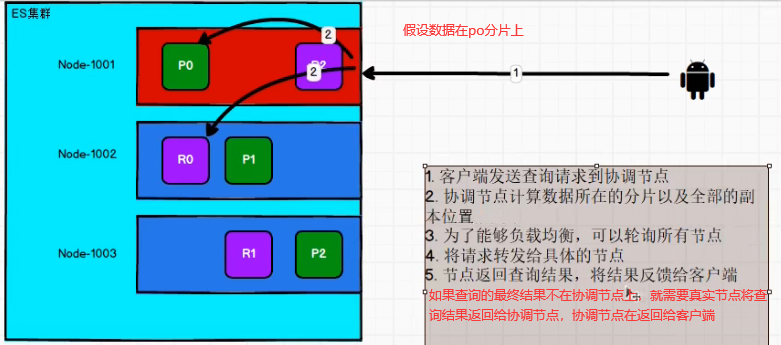 ES集群
假设数据在po分片上
Node-1001
P0
R2
2
2
1
Node-1002
R0
P1
Node-1003
R1
P2
1. 客户端发送查询请求到协调节点
2. 协调节点计算数据所在的分片以及全部的副
本位置
3. 为了能够负载均衡，可以轮询所有节点
4. 将请求转发给具体的节点
5. 节点返回查询结果，将结果反馈给客户端
如果查询的最终结果不在协调节点上，就需要真实节点将查
询结果返回给协调节点，协调节点在返回给客户端